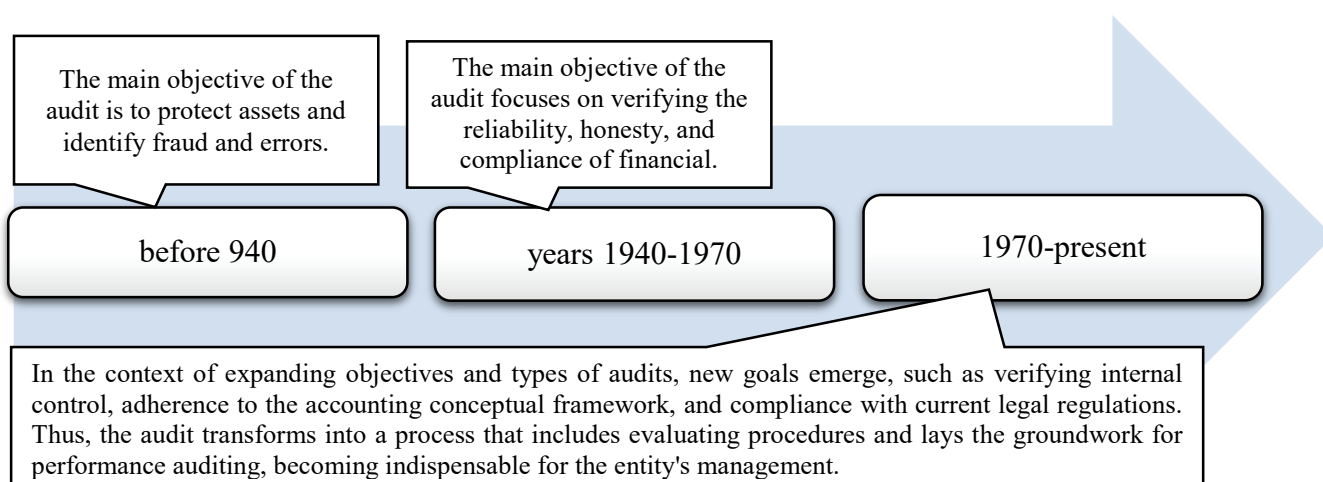 The main objective of the
audit is to protect assets and
identify fraud and errors.
The main objective of the
audit focuses on verifying the
reliability, honesty, and
compliance of financial.
before 940
years 1940-1970
1970-present
In the context of expanding objectives and types of audits, new goals emerge, such as verifying internal
control, adherence to the accounting conceptual framework, and compliance with current legal regulations.
Thus, the audit transforms into a process that includes evaluating procedures and lays the groundwork for
performance auditing, becoming indispensable for the entity's management.